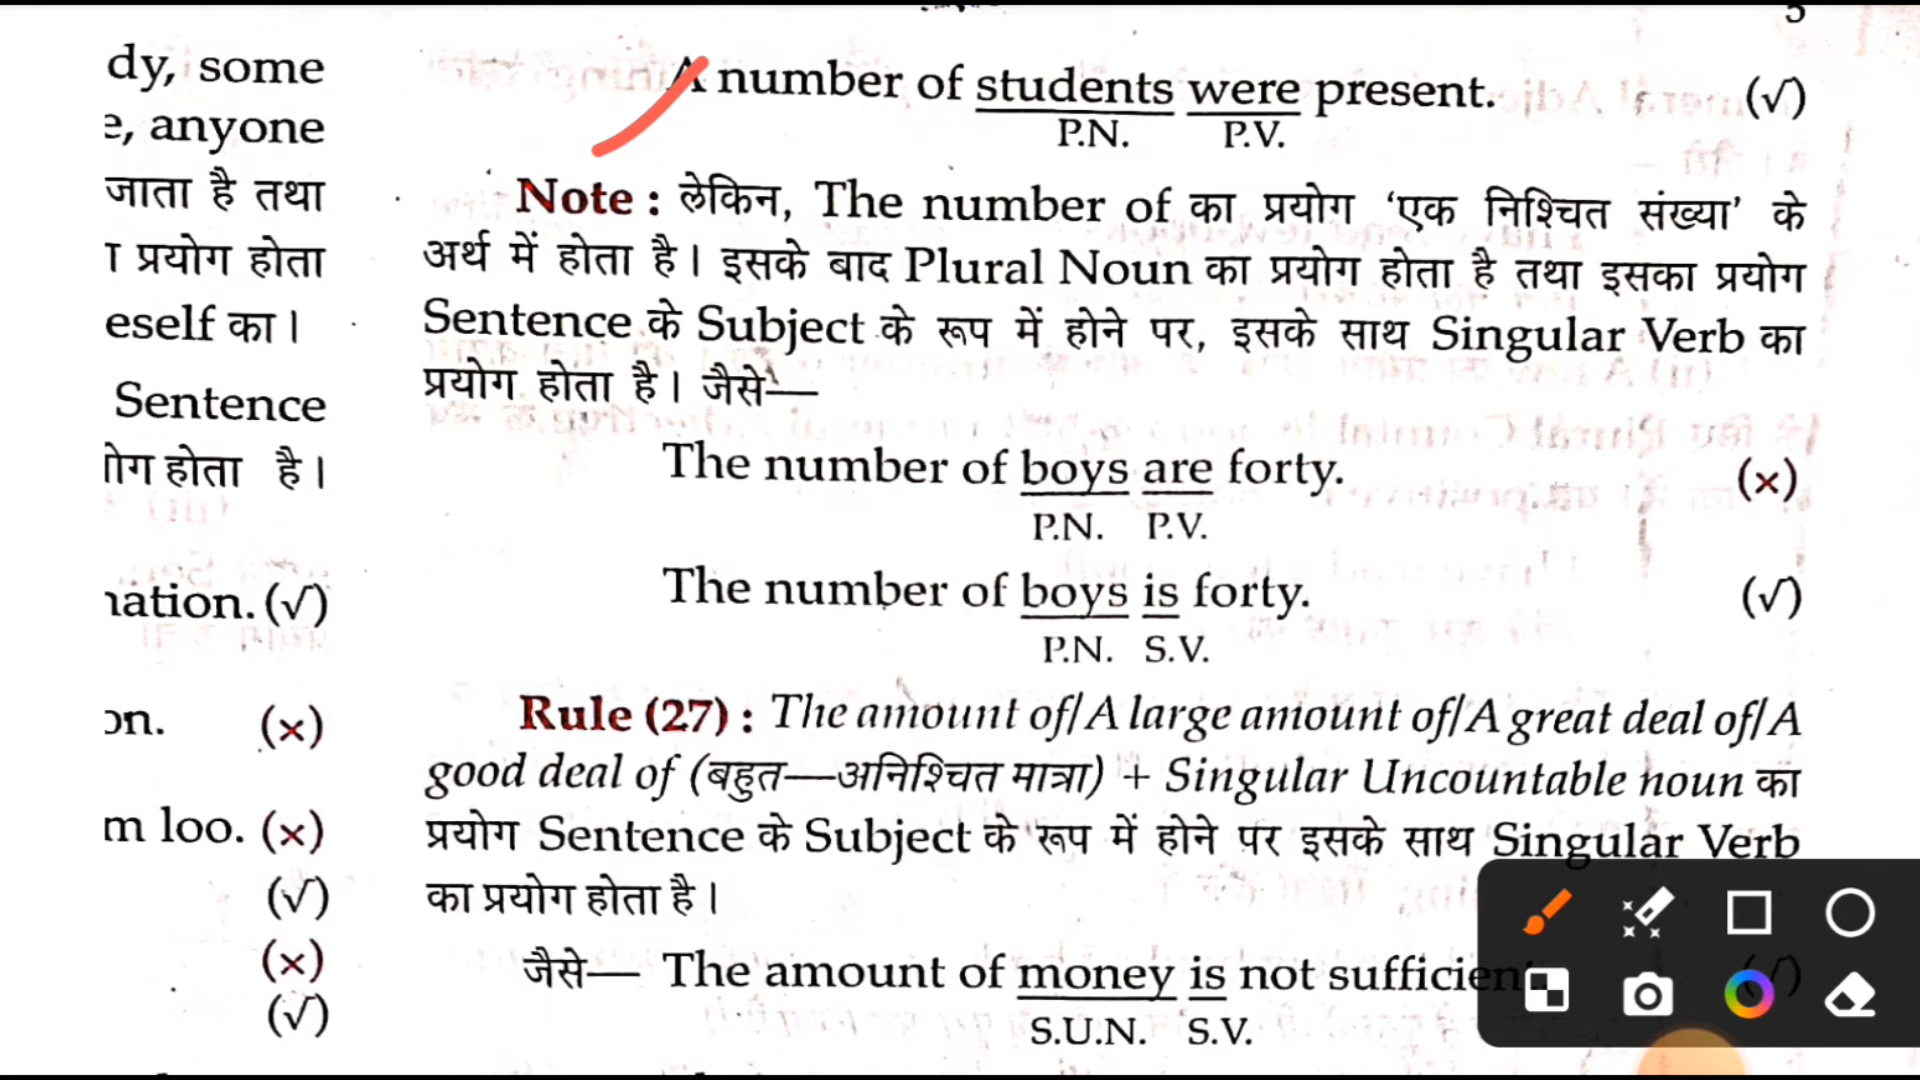 5
dy, some
e, anyone
जाता है तथा
ा प्रयोग होता
eself का।
Sentence
ोग होता है।
nation. (√)
on. (×)
m loo. (×)
(√)
(×)
(√)
A number of students were present. (√)
P.N. P.V.
Note : लेकिन, The number of का प्रयोग ‘एक निश्चित संख्या’ के
अर्थ में होता है। इसके बाद Plural Noun का प्रयोग होता है तथा इसका प्रयोग
Sentence के Subject के रूप में होने पर, इसके साथ Singular Verb का
प्रयोग होता है। जैसे—
The number of boys are forty. (×)
P.N. P.V.
The number of boys is forty. (√)
P.N. S.V.
Rule (27) : The amount of/A large amount of/A great deal of/A
good deal of (बहुत—अनिश्चित मात्रा) + Singular Uncountable noun का
प्रयोग Sentence के Subject के रूप में होने पर इसके साथ Singular Verb
का प्रयोग होता है।
जैसे— The amount of money is not sufficient. (√)
S.U.N. S.V.